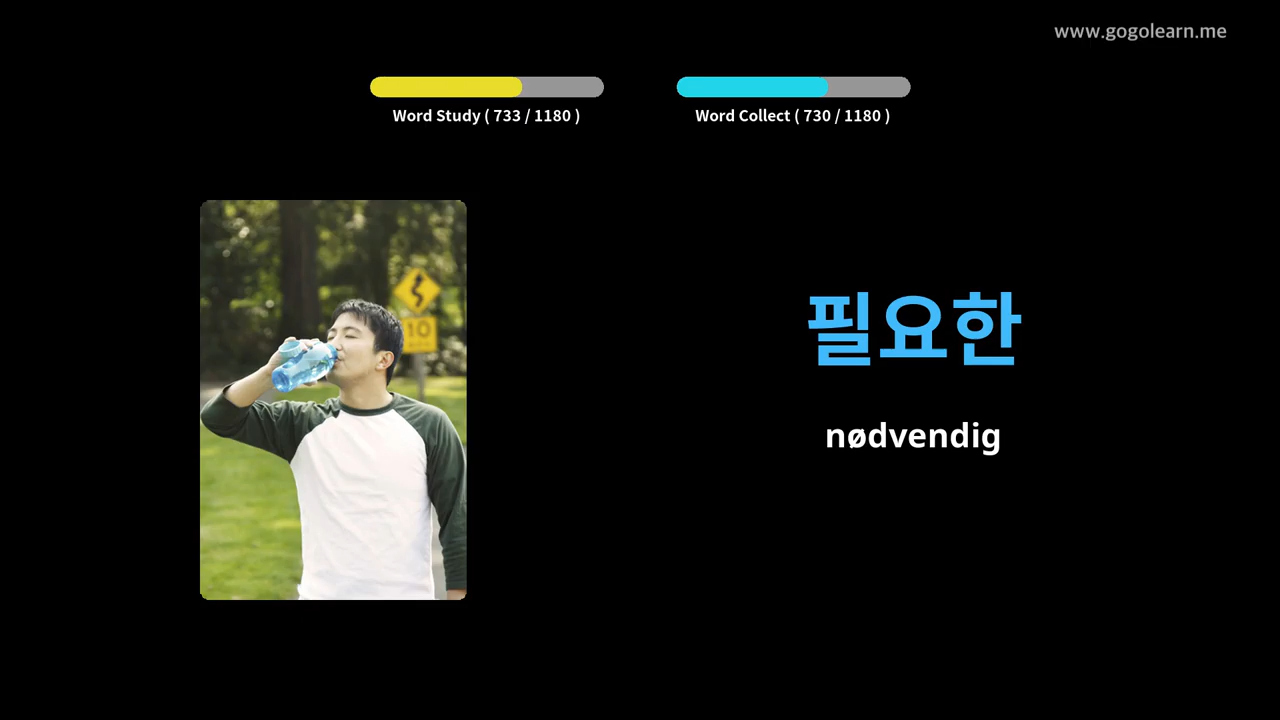 www.gogolearn.me
Word Study ( 733 / 1180 )
Word Collect ( 730 / 1180 )
10
필요한
nødvendig